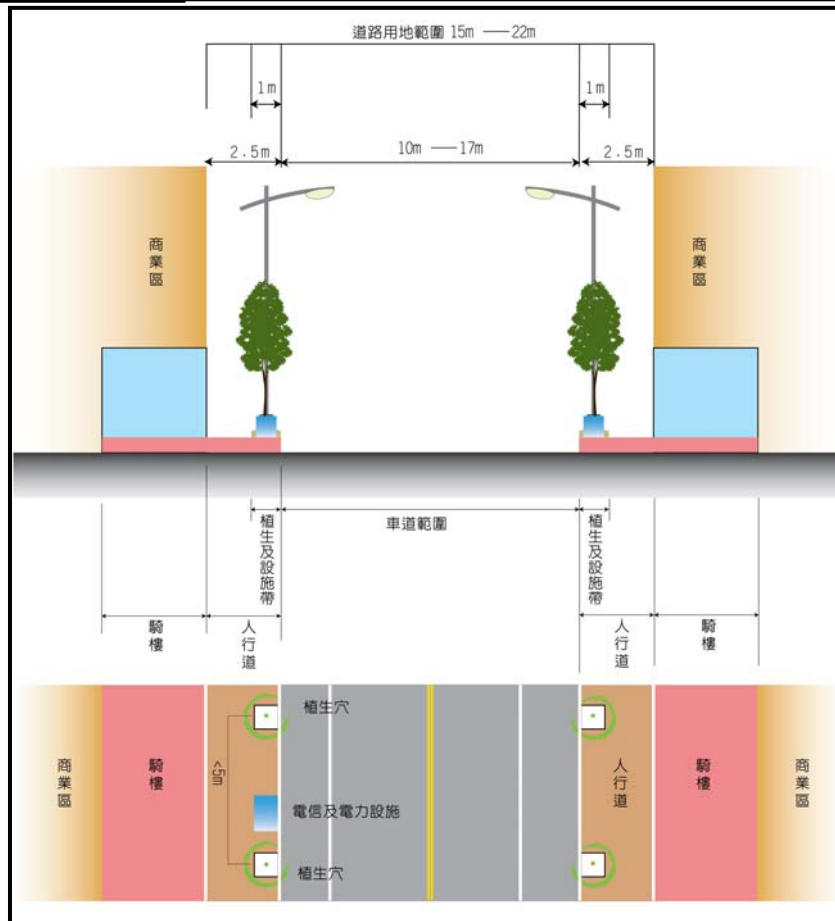 道路用地範圍 15m ——22m
1m
1m
2.5m
10m ——17m
2.5m
商業區
商業區
植生及設施帶
車道範圍
植生及設施帶
騎樓
人行道
人行道
騎樓
商業區
騎樓
<5m
植生穴
電信及電力設施
植生穴
人行道
騎樓
商業區